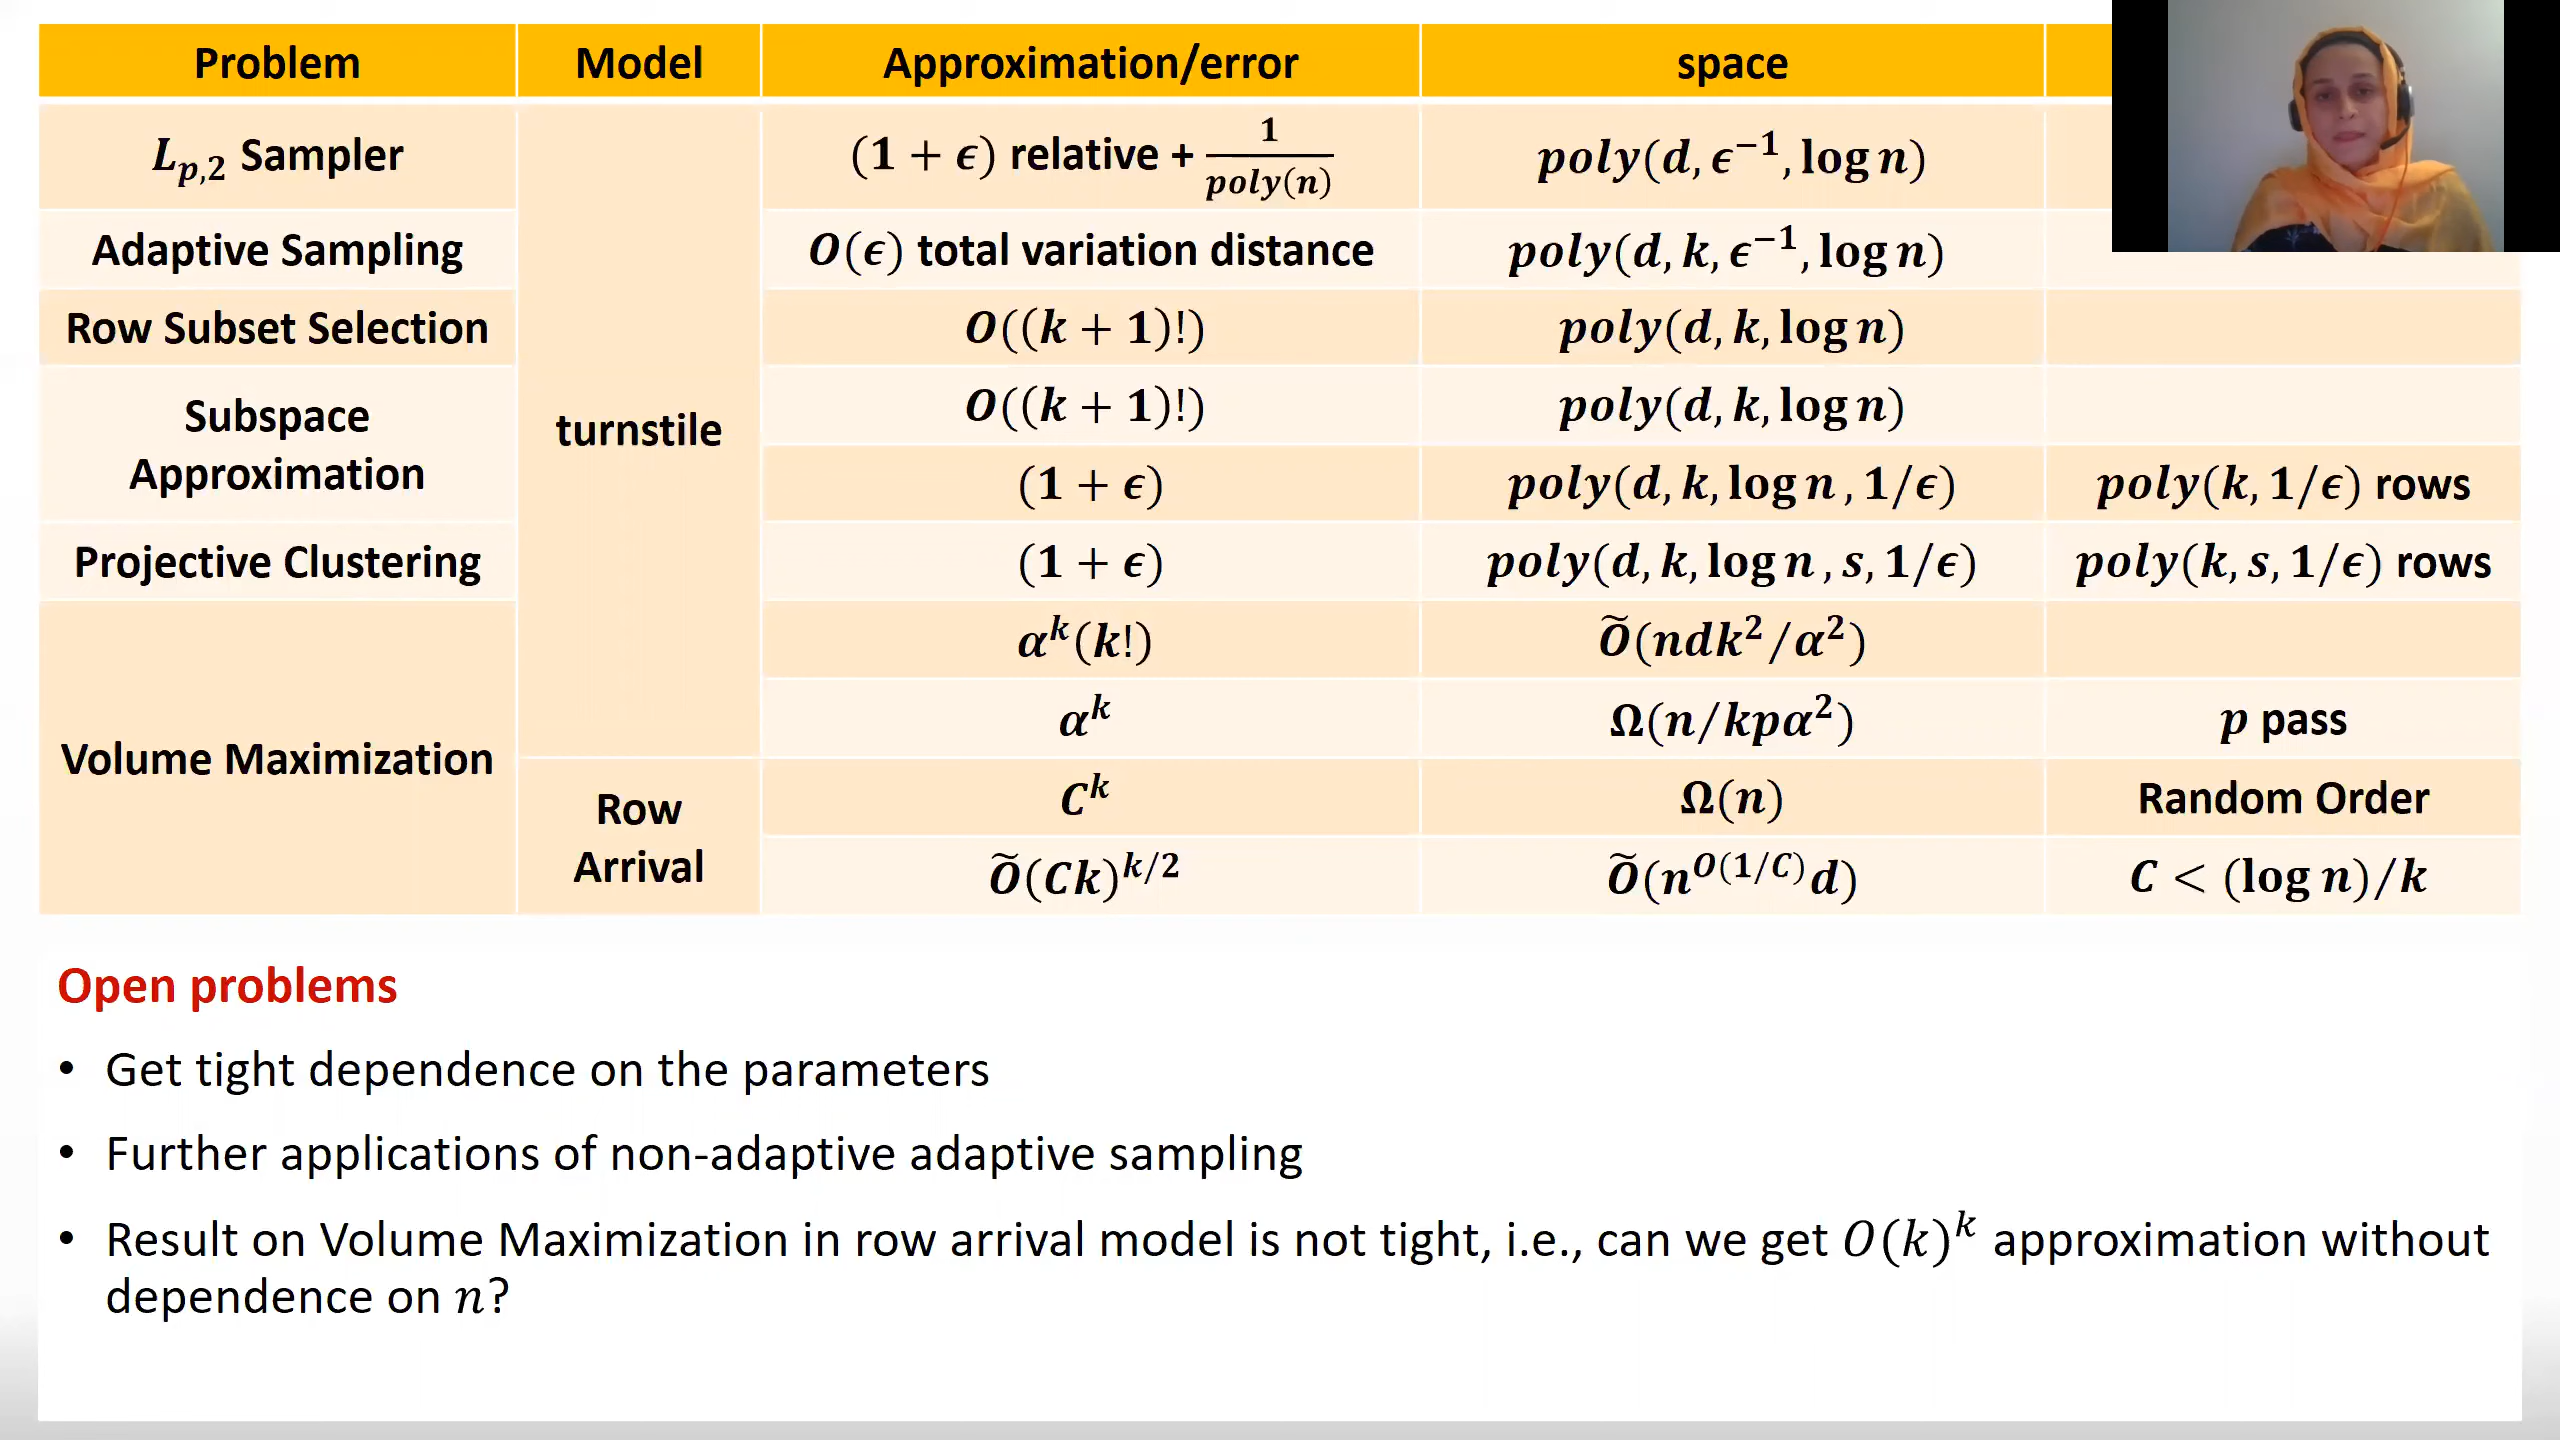 Problem	Model	Approximation/error	space
L_{p,2} Sampler	turnstile	(1 + ϵ) relative + \frac{1}{poly(n)}	poly(d, ϵ^{−1}, log n)
Adaptive Sampling	O(ϵ) total variation distance	poly(d, k, ϵ^{−1}, log n)
Row Subset Selection	O((k + 1)!)	poly(d, k, log n)
Subspace Approximation	O((k + 1)!)	poly(d, k, log n)
(1 + ϵ)	poly(d, k, log n , 1/ϵ)	poly(k, 1/ϵ) rows
Projective Clustering	(1 + ϵ)	poly(d, k, log n , s, 1/ϵ)	poly(k, s, 1/ϵ) rows
Volume Maximization	α^k(k!)	Õ(ndk^2/α^2)
α^k	Ω(n/kpα^2)	p pass
Row Arrival	C^k	Ω(n)	Random Order
Õ(Ck)^{k/2}	Õ(n^{O(1/C)}d)	C < (log n)/k
Open problems
• Get tight dependence on the parameters
• Further applications of non-adaptive adaptive sampling
• Result on Volume Maximization in row arrival model is not tight, i.e., can we get O(k)^k approximation without
dependence on n?